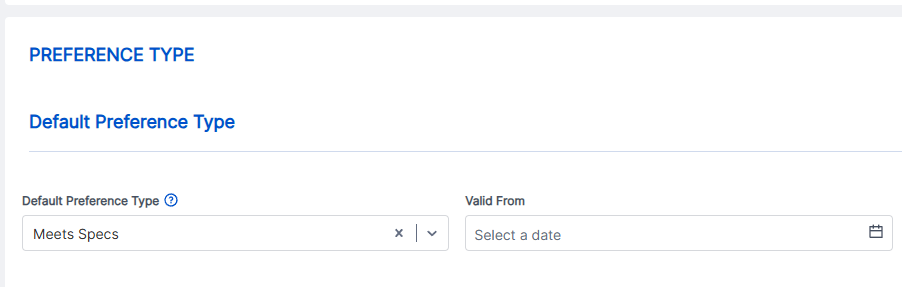 PREFERENCE TYPE
Default Preference Type
Default Preference Type
Valid From
Meets Specs
Select a date